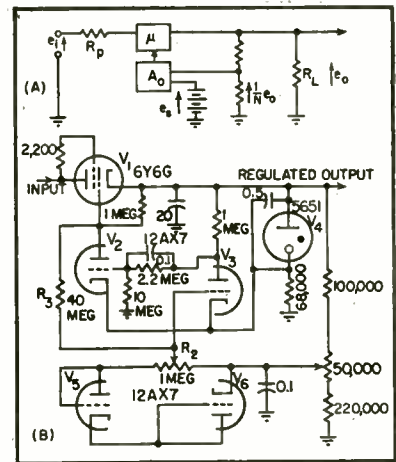 e₁
Rp
μ
A₀
(A)
eₛ
1/N e₀
R_L
e₀
2,200
V₁
6Y6G
INPUT
REGULATED OUTPUT
1 MEG
20
1 MEG
0.5
5651
V₄
V₂
12AX7
0.1
2.2 MEG
V₃
10 MEG
R₃
40 MEG
68,000
100,000
R₂
1 MEG
V₅
12AX7
V₆
0.1
50,000
220,000
(B)